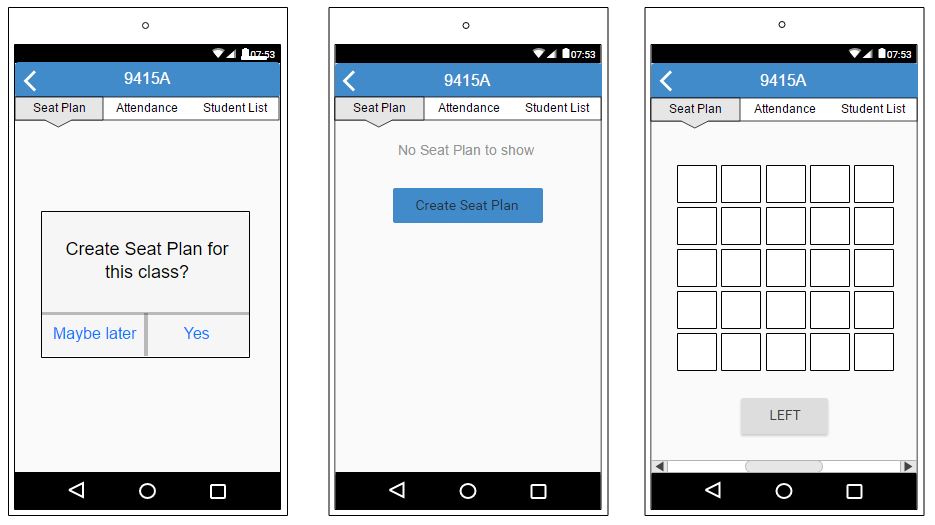 07:53
9415A
Seat Plan Attendance Student List
Create Seat Plan for
this class?
Maybe later Yes
07:53
9415A
Seat Plan Attendance Student List
No Seat Plan to show
Create Seat Plan
07:53
9415A
Seat Plan Attendance Student List
LEFT